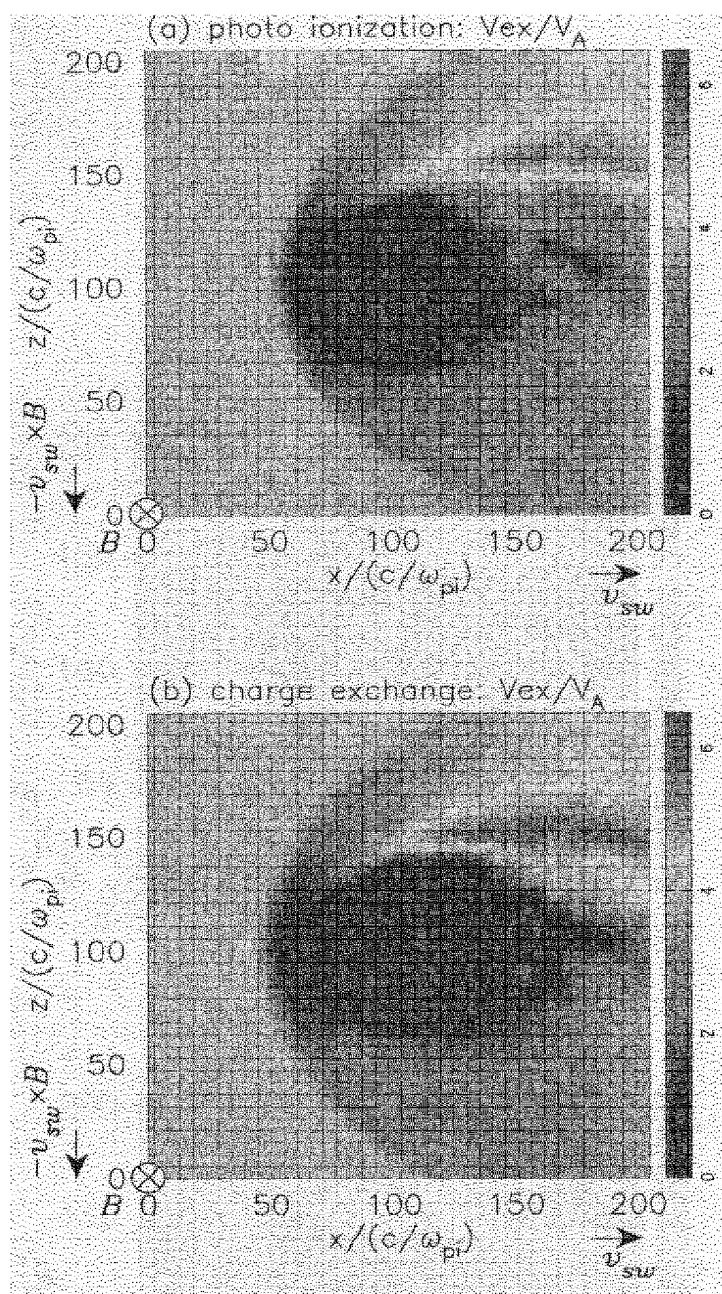 (a) photo ionization: Vex/V_A
200
150
100
50
0
z/(c/ω_pi)
-v_sw×B
B
0 50 100 150 200
x/(c/ω_pi)
v_sw
6
4
2
0
(b) charge exchange: Vex/V_A
200
150
100
50
0
z/(c/ω_pi)
-v_sw×B
B
0 50 100 150 200
x/(c/ω_pi)
v_sw
6
4
2
0